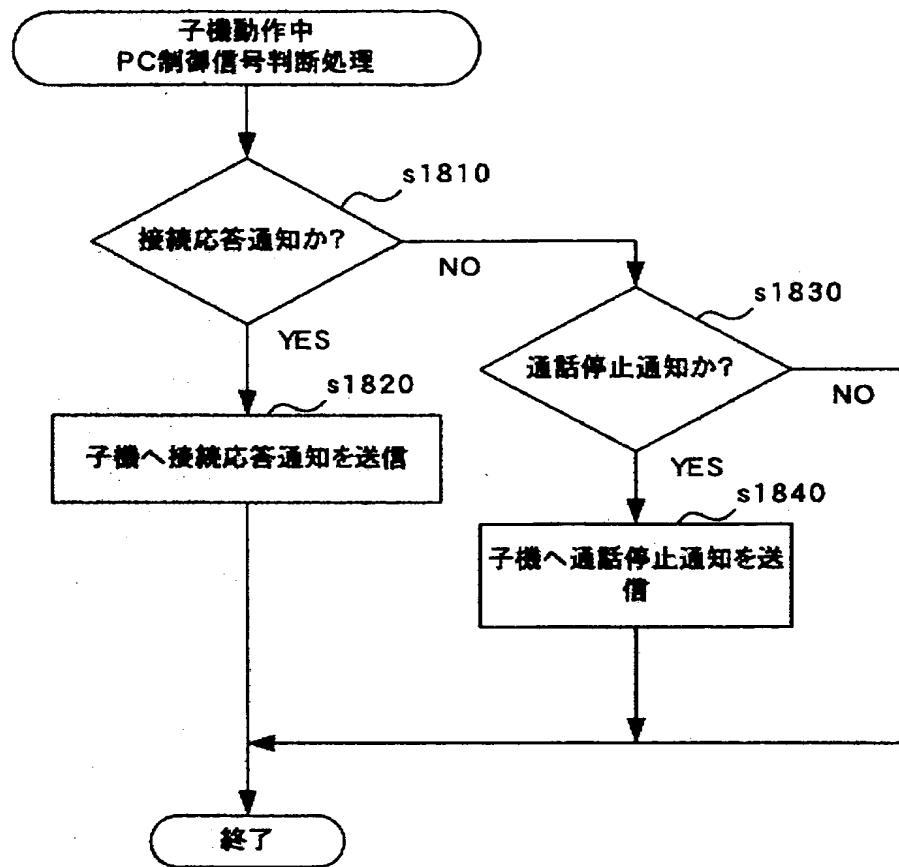 子機動作中
PC制御信号判断処理
s1810
接続応答通知か?
NO
YES
s1830
通話停止通知か?
NO
YES
s1820
子機へ接続応答通知を送信
s1840
子機へ通話停止通知を送
信
終了